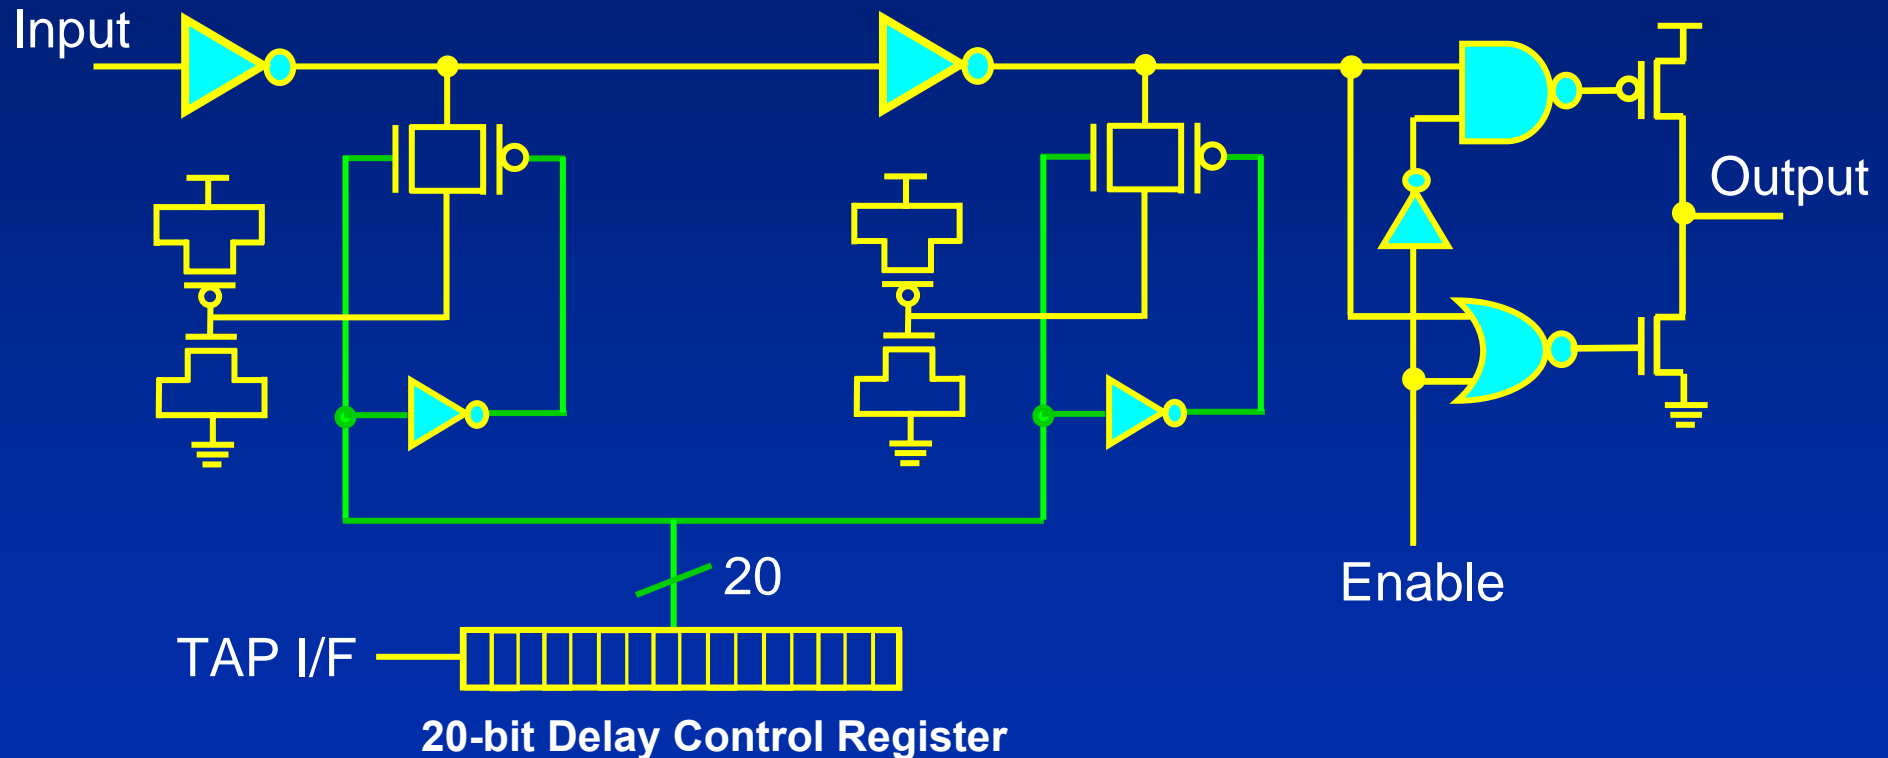 Input
Output
20
Enable
TAP I/F
20-bit Delay Control Register